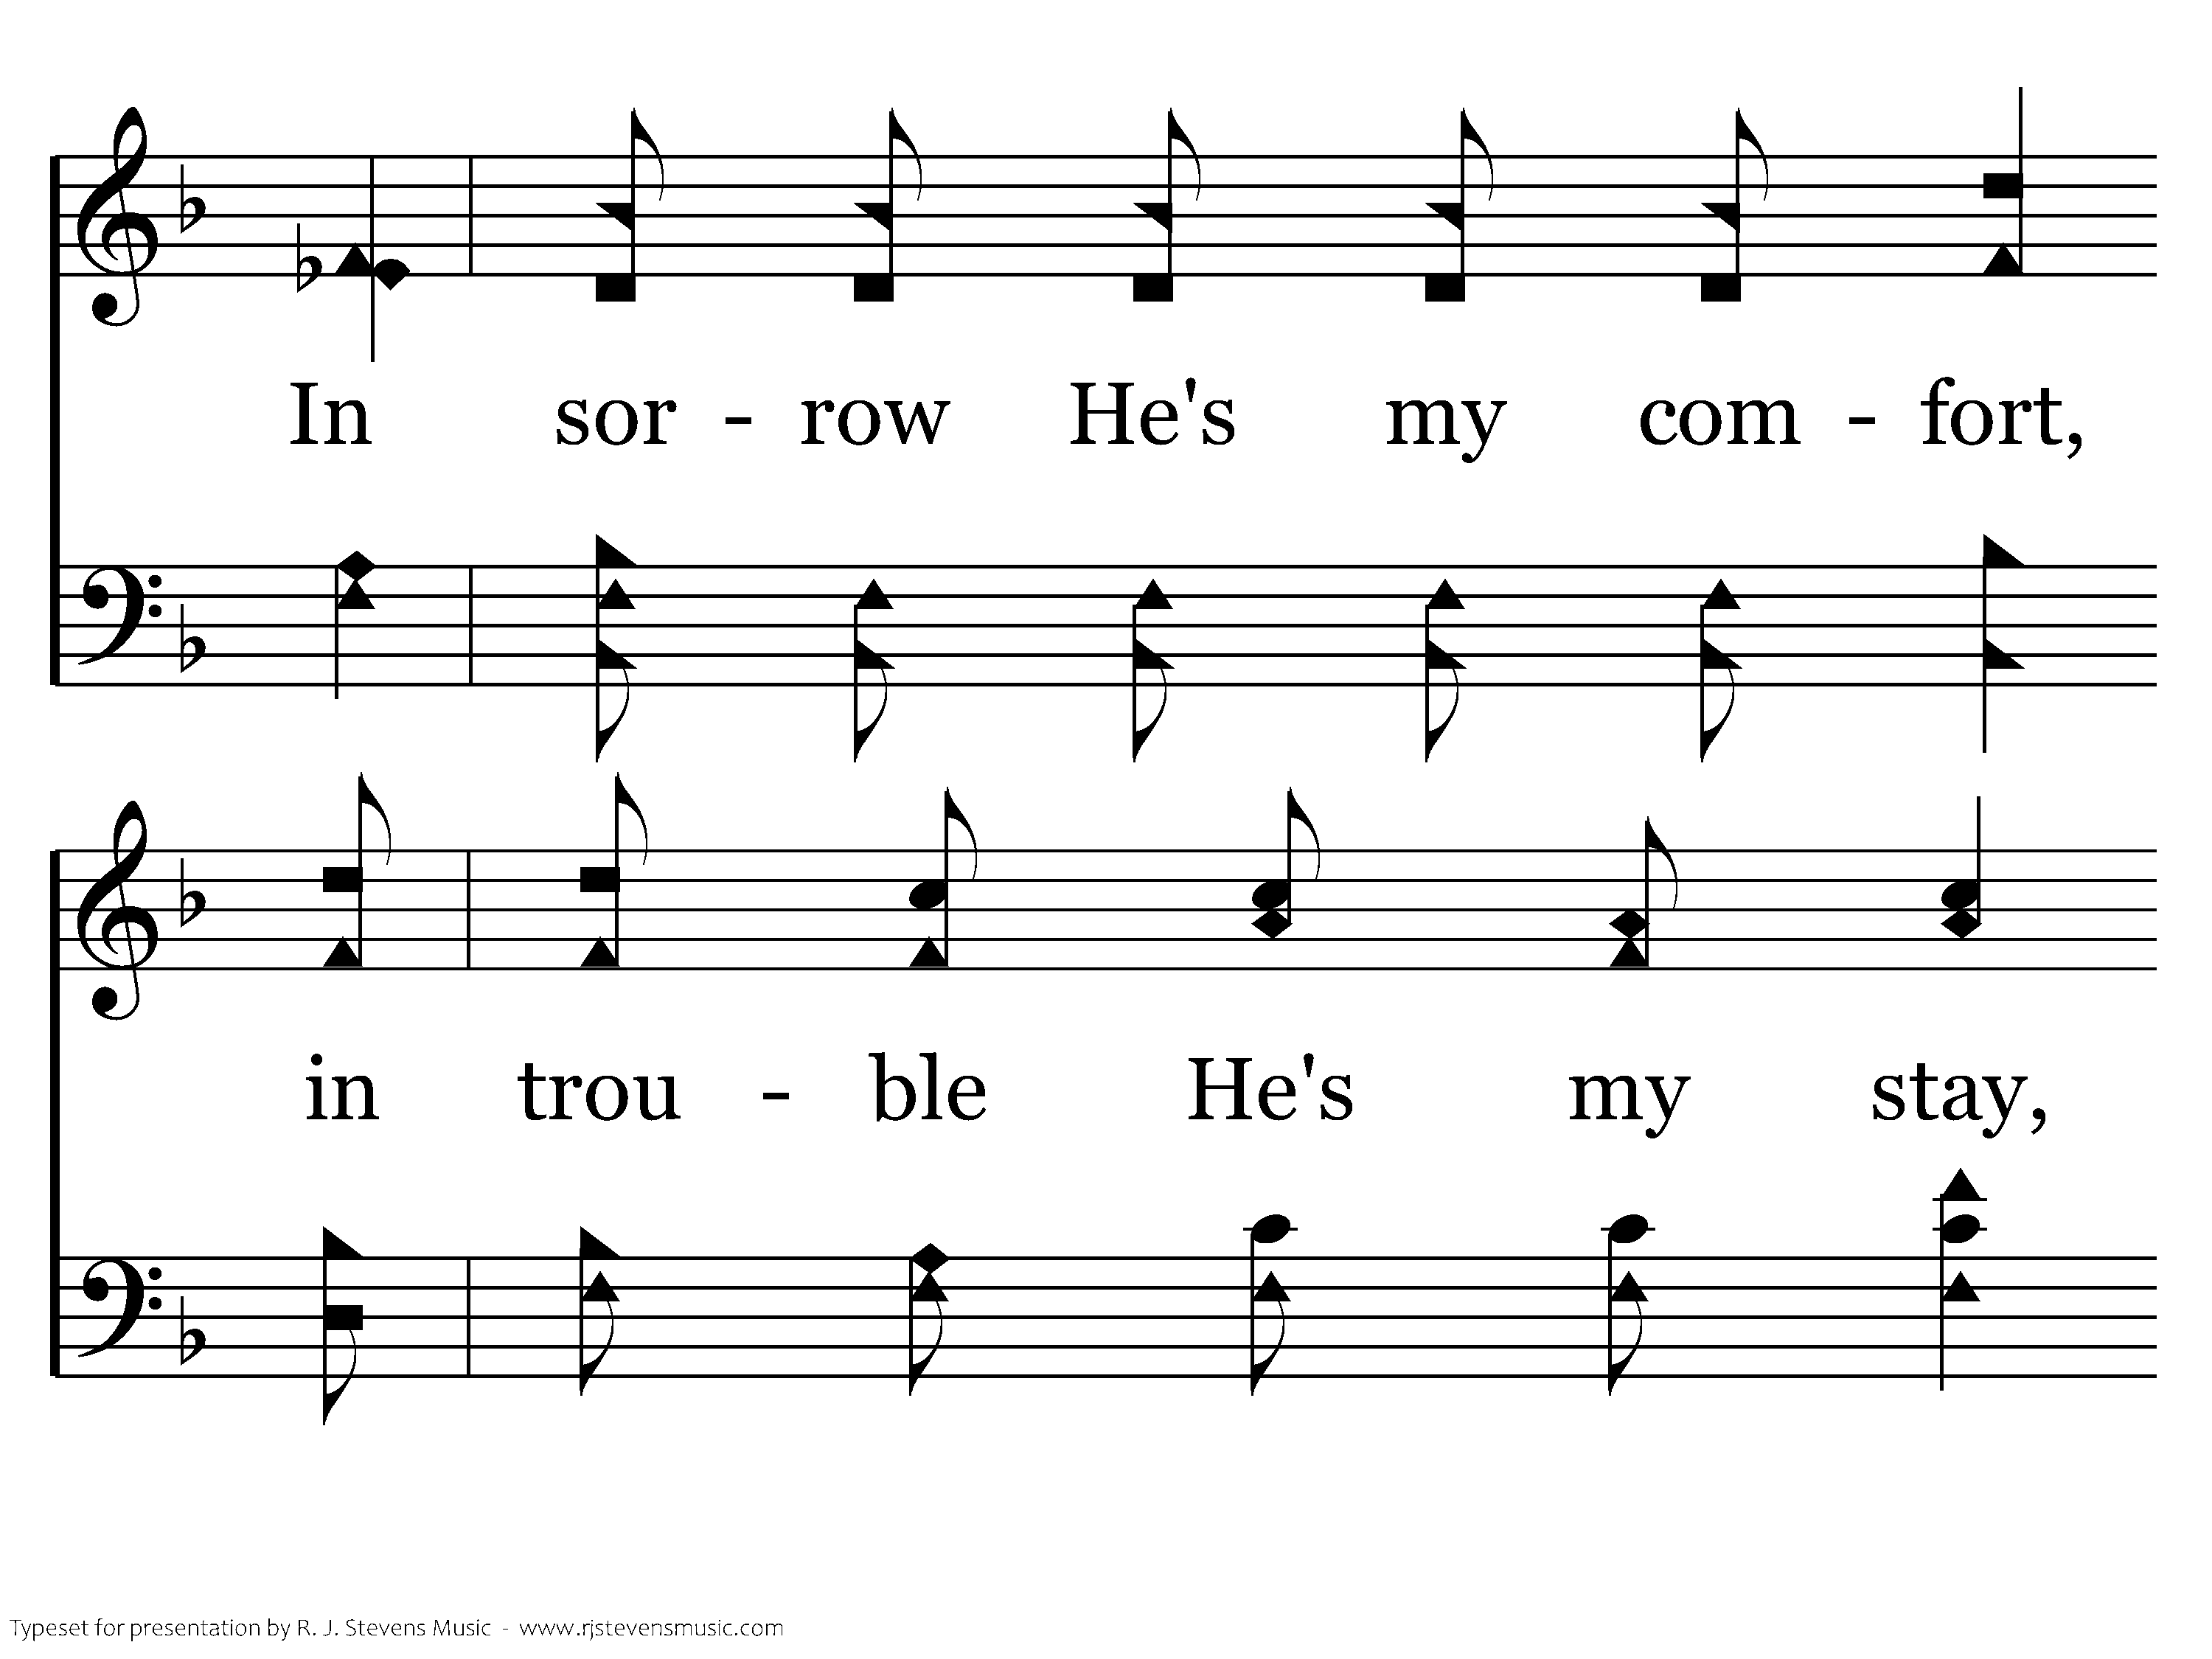 In sor - row He's my com - fort,
in trou - ble He's my stay,
Typeset for presentation by R. J. Stevens Music - www.rjstevensmusic.com